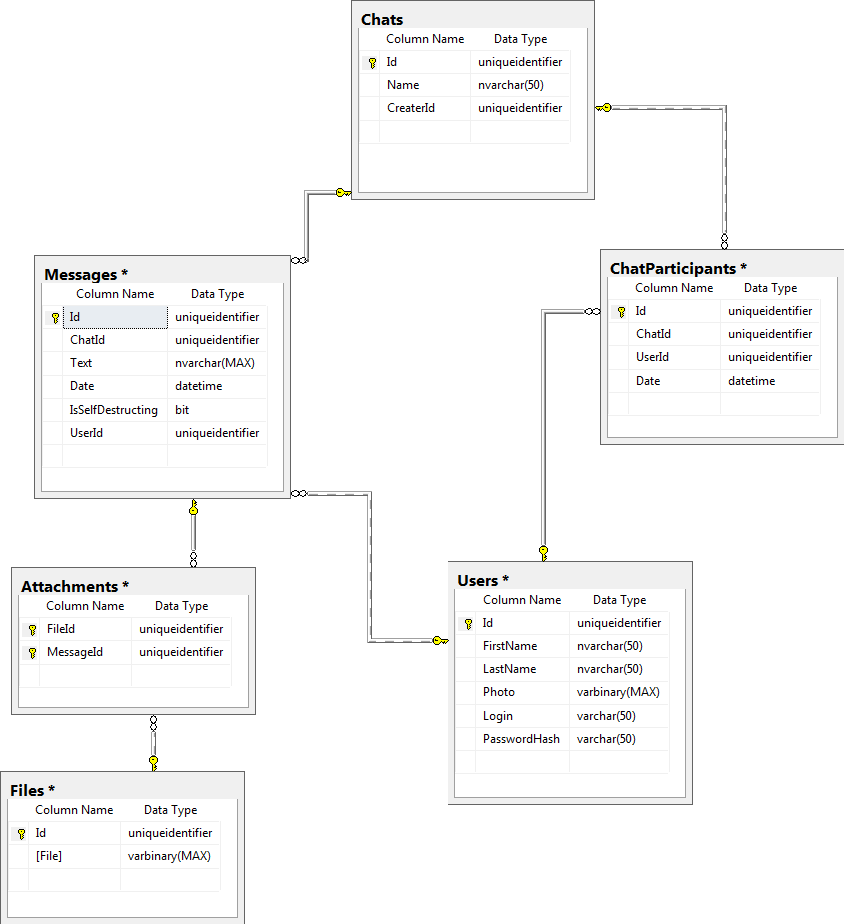 Chats
Column Name Data Type
Id uniqueidentifier
Name nvarchar(50)
CreaterId uniqueidentifier
Messages *
Column Name Data Type
Id uniqueidentifier
ChatId uniqueidentifier
Text nvarchar(MAX)
Date datetime
IsSelfDestructing bit
UserId uniqueidentifier
ChatParticipants *
Column Name Data Type
Id uniqueidentifier
ChatId uniqueidentifier
UserId uniqueidentifier
Date datetime
Attachments *
Column Name Data Type
FileId uniqueidentifier
MessageId uniqueidentifier
Users *
Column Name Data Type
Id uniqueidentifier
FirstName nvarchar(50)
LastName nvarchar(50)
Photo varbinary(MAX)
Login varchar(50)
PasswordHash varchar(50)
Files *
Column Name Data Type
Id uniqueidentifier
[File] varbinary(MAX)